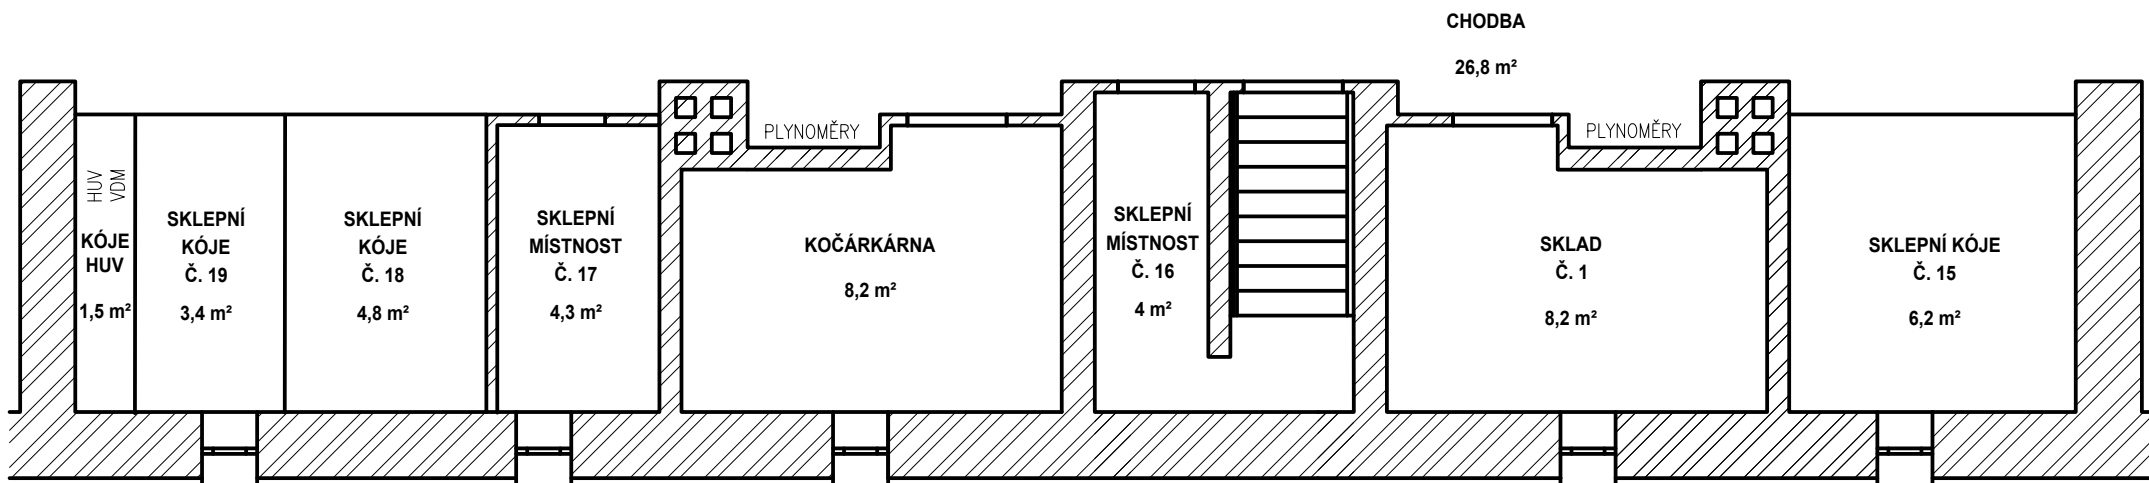 CHODBA
26,8 m²
HUV
VDM
KÓJE
HUV
1,5 m²
SKLEPNÍ
KÓJE
Č. 19
3,4 m²
SKLEPNÍ
KÓJE
Č. 18
4,8 m²
SKLEPNÍ
MÍSTNOST
Č. 17
4,3 m²
PLYNOMĚRY
KOČÁRKÁRNA
8,2 m²
SKLEPNÍ
MÍSTNOST
Č. 16
4 m²
PLYNOMĚRY
SKLAD
Č. 1
8,2 m²
SKLEPNÍ KÓJE
Č. 15
6,2 m²